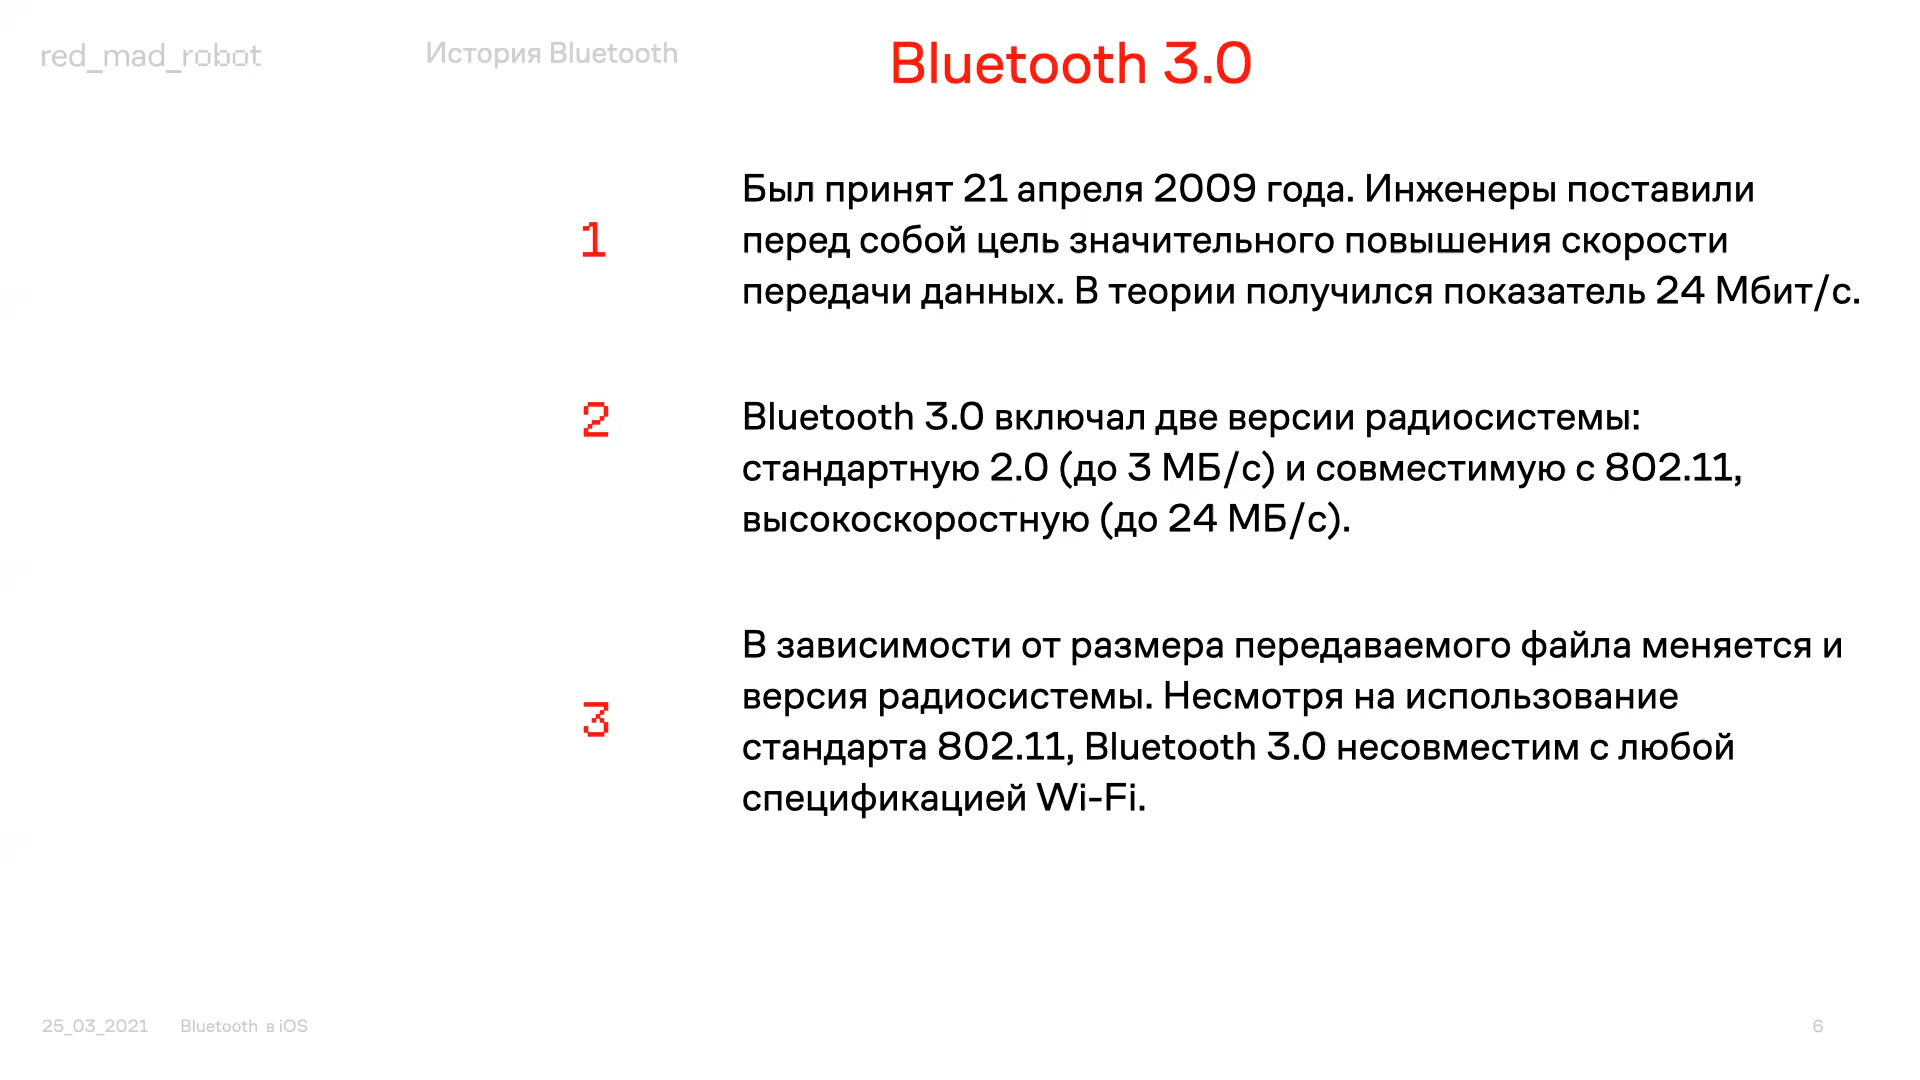 red_mad_robot
История Bluetooth
Bluetooth 3.0
1
Был принят 21 апреля 2009 года. Инженеры поставили
перед собой цель значительного повышения скорости
передачи данных. В теории получился показатель 24 Мбит/с.
2
Bluetooth 3.0 включал две версии радиосистемы:
стандартную 2.0 (до 3 МБ/с) и совместимую с 802.11,
высокоскоростную (до 24 МБ/с).
3
В зависимости от размера передаваемого файла меняется и
версия радиосистемы. Несмотря на использование
стандарта 802.11, Bluetooth 3.0 несовместим с любой
спецификацией Wi-Fi.
25_03_2021
Bluetooth в iOS
6